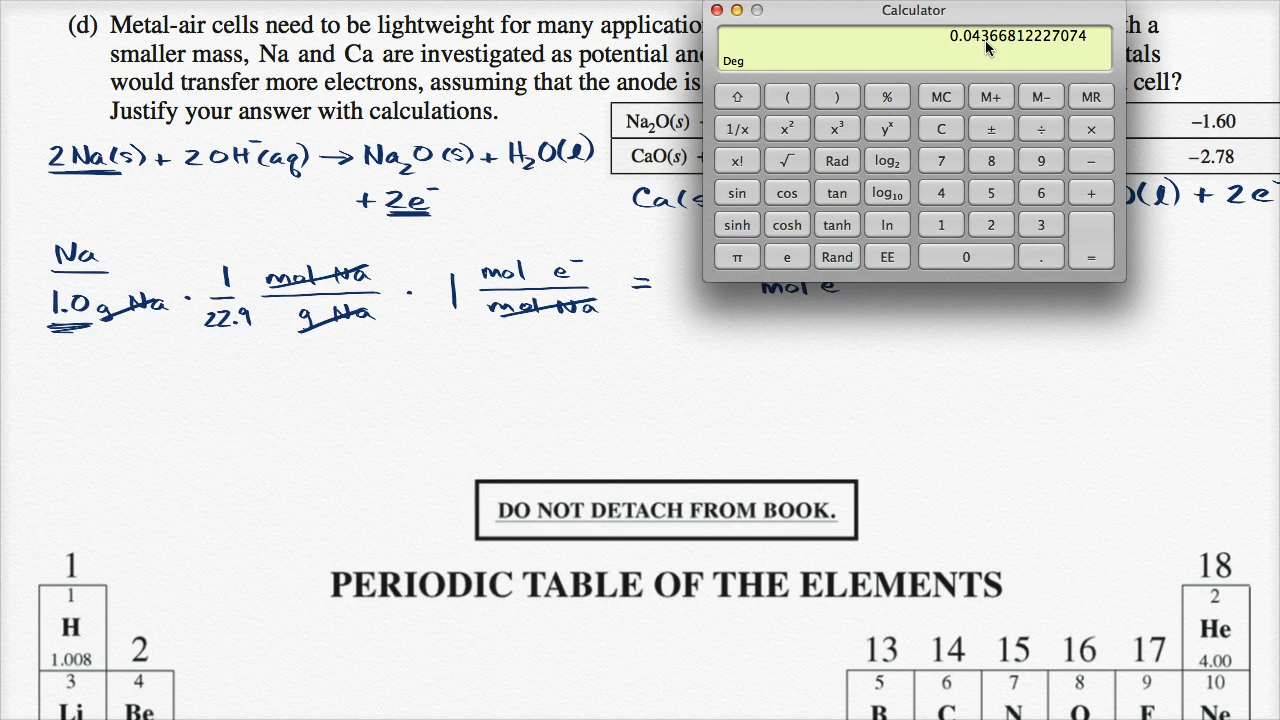 (d) Metal-air cells need to be lightweight for many applicatio
h a
smaller mass, Na and Ca are investigated as potential an
tals
would transfer more electrons, assuming that the anode is
cell?
Justify your answer with calculations.
Na₂O(s) −1.60
CaO(s) + −2.78
2Na(s) + 2OH⁻(aq) → Na₂O(s) + H₂O(l)
+ 2e⁻
Ca(s O(l) + 2e⁻
Na
1.0 g Na · 1/22.9 mol Na/g Na · 1 mol e⁻/mol Na =
mol e
Calculator
0.04366812227074
Deg
( ) % MC M+ M− MR
1/x x² x³ yˣ C ± ÷ ×
x! √ Rad log₂ 7 8 9 −
sin cos tan log₁₀ 4 5 6 +
sinh cosh tanh ln 1 2 3
π e Rand EE 0 . =
DO NOT DETACH FROM BOOK.
PERIODIC TABLE OF THE ELEMENTS
1 18
1 2
H He
1.008 2 13 14 15 16 17 4.00
3 4 5 6 7 8 9 10
Li Be B C N O F Ne